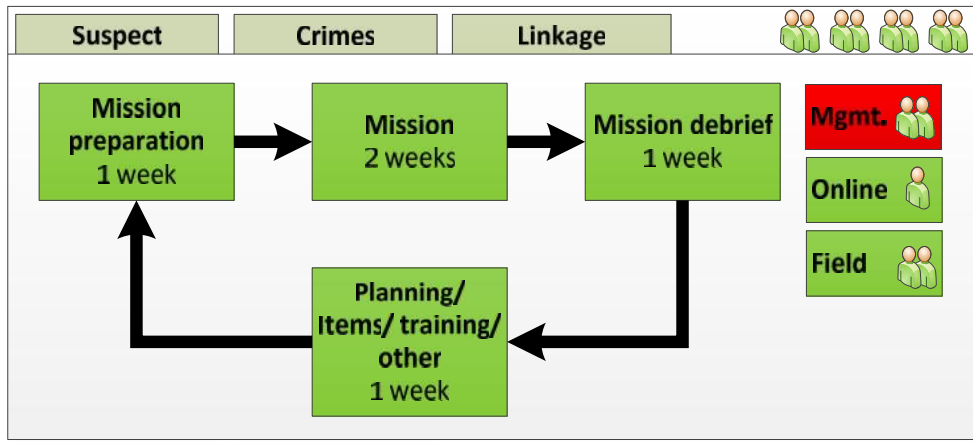 Suspect
Crimes
Linkage
Mission
preparation
1 week
Mission
2 weeks
Mission debrief
1 week
Planning/
Items/ training/
other
1 week
Mgmt.
Online
Field